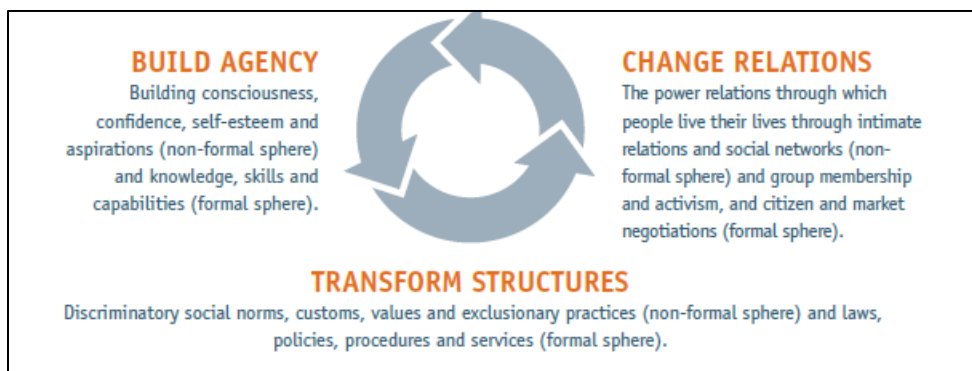 BUILD AGENCY
Building consciousness,
confidence, self-esteem and
aspirations (non-formal sphere)
and knowledge, skills and
capabilities (formal sphere).
CHANGE RELATIONS
The power relations through which
people live their lives through intimate
relations and social networks (non-
formal sphere) and group membership
and activism, and citizen and market
negotiations (formal sphere).
TRANSFORM STRUCTURES
Discriminatory social norms, customs, values and exclusionary practices (non-formal sphere) and laws,
policies, procedures and services (formal sphere).